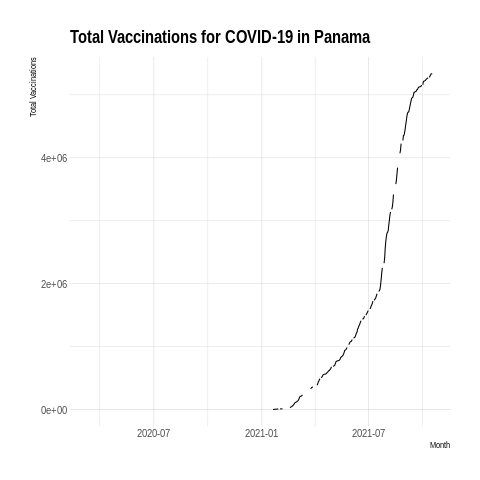 Total Vaccinations for COVID-19 in Panama
Total Vaccinations
4e+06
2e+06
0e+00
2020-07 2021-01 2021-07
Month